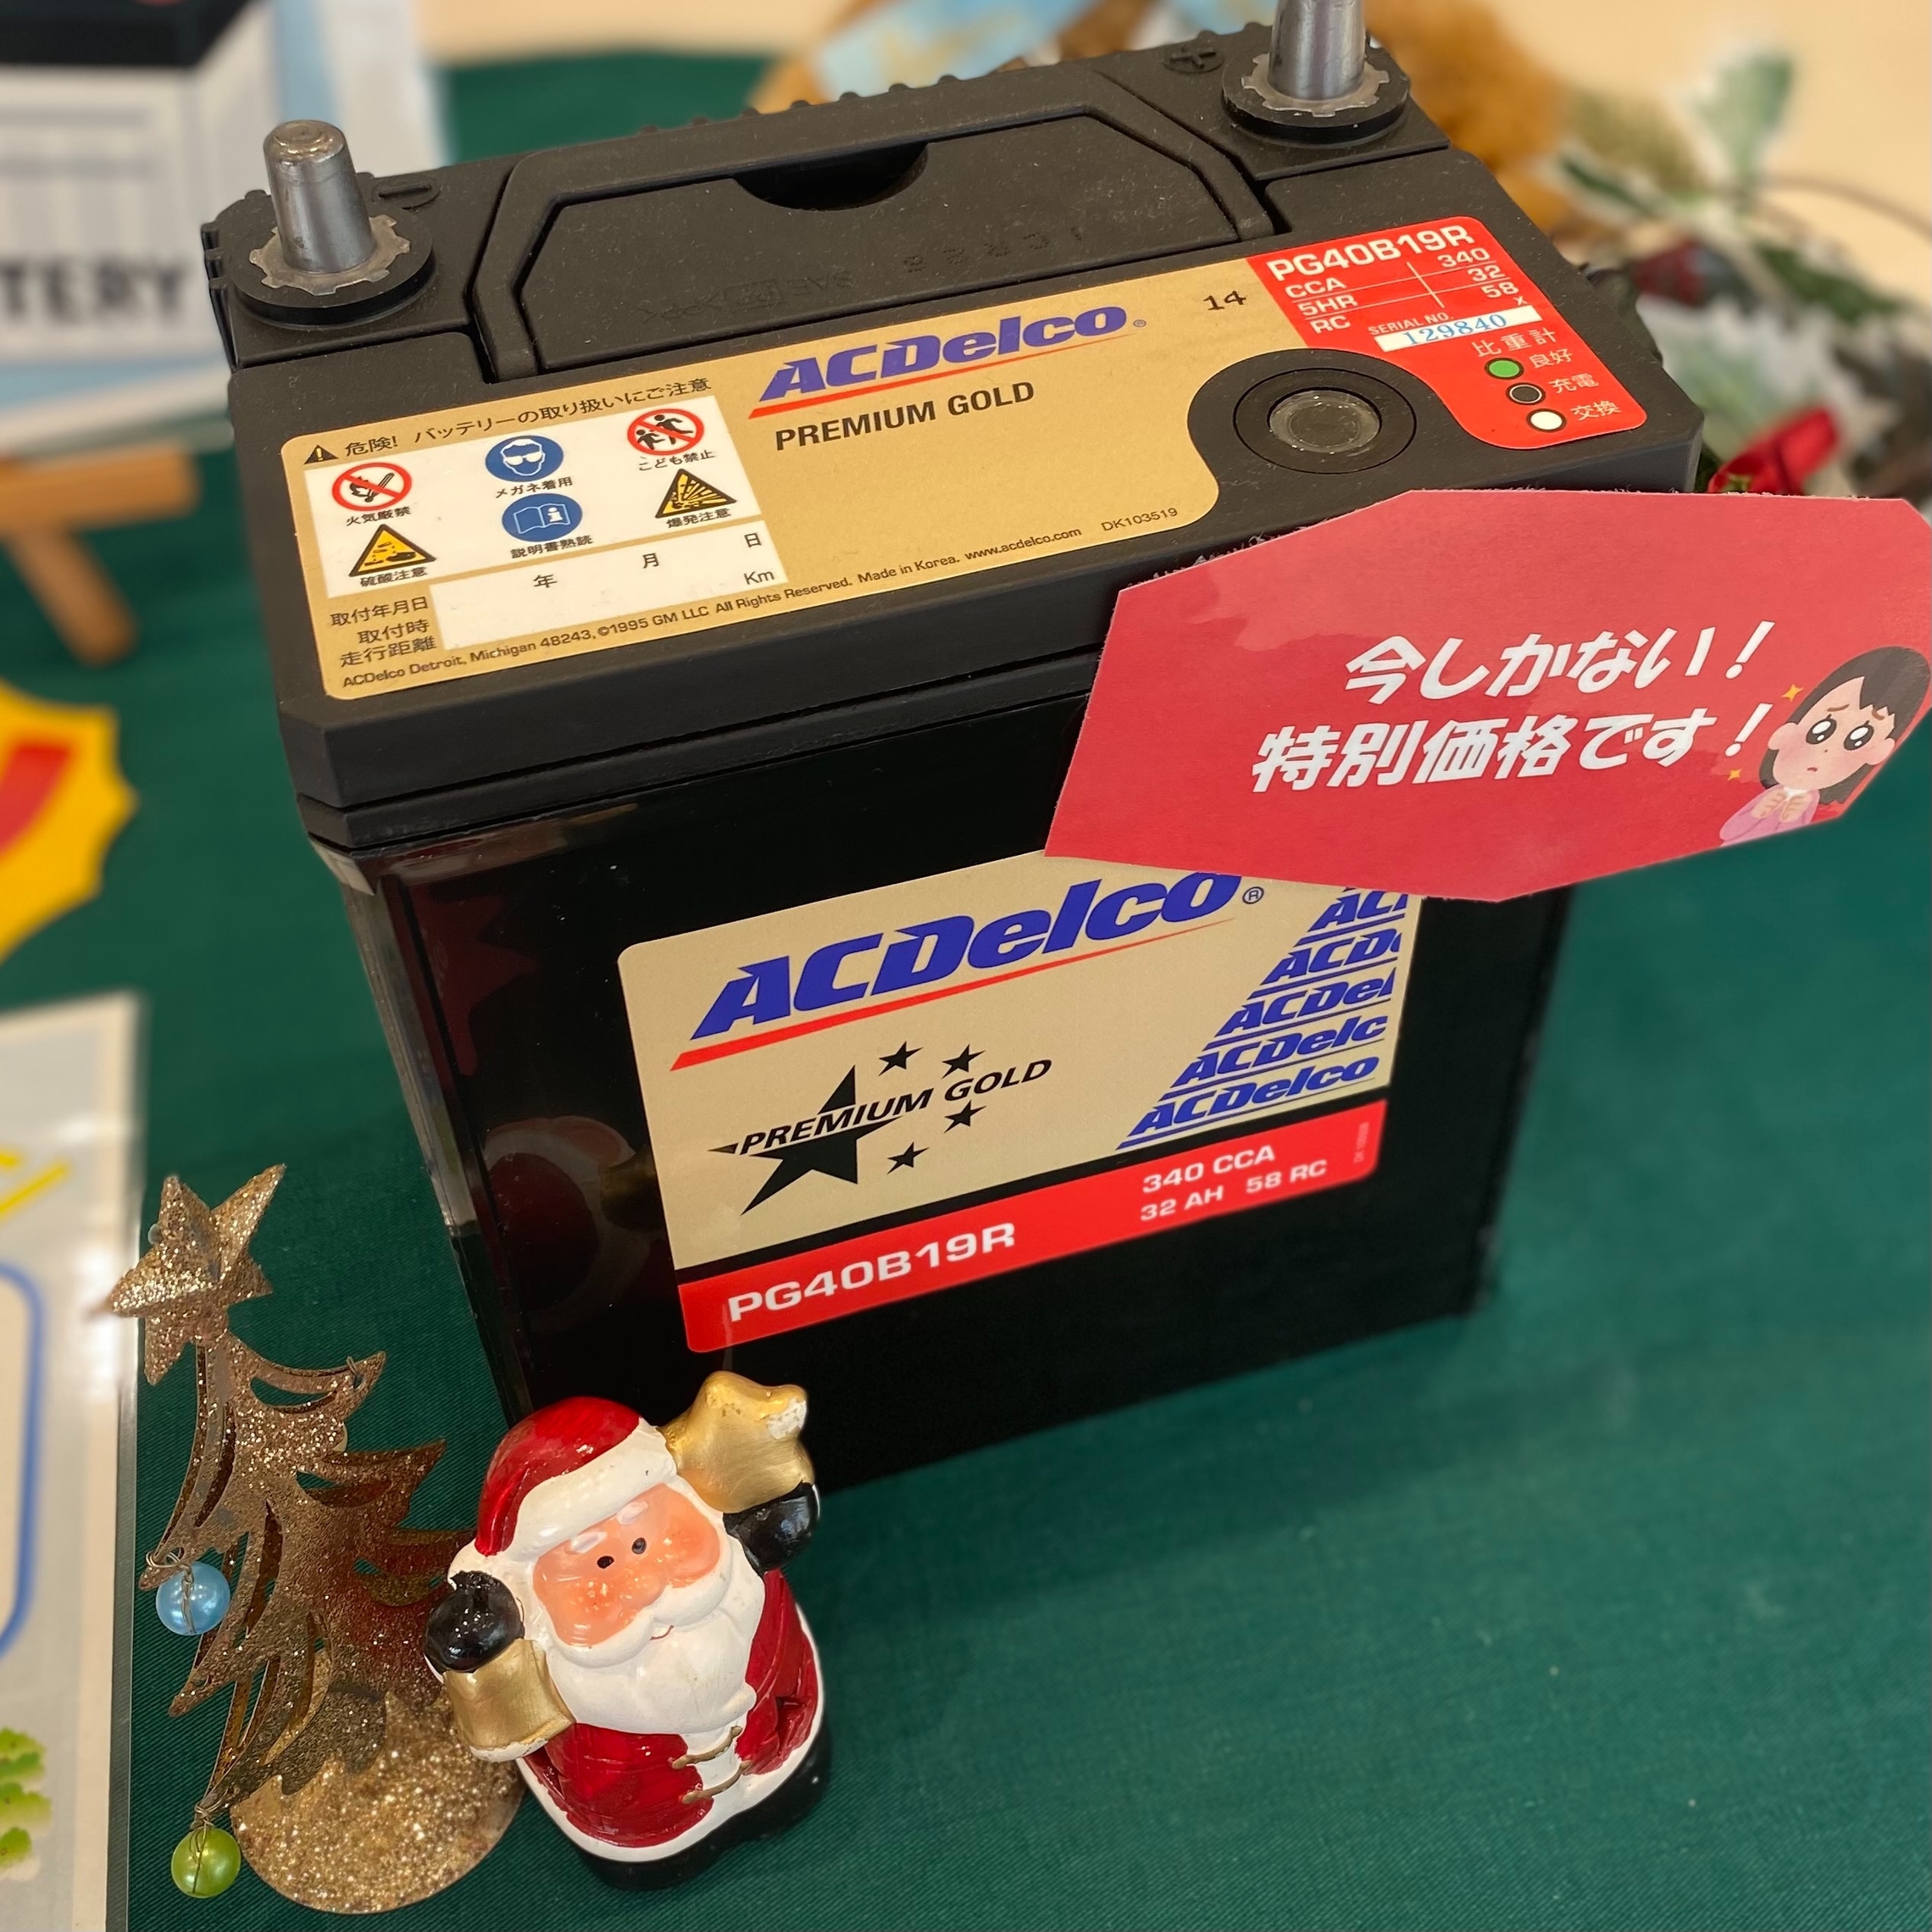 TERY
⚠危険! バッテリーの取り扱いにご注意
火気厳禁
メガネ着用
こども禁止
硫酸注意
説明書熟読
爆発注意
取付年月日
年 月 日
取付時
走行距離
Km
ACDelco Detroit, Michigan 48243, ©1995 GM LLC All Rights Reserved. Made in Korea. www.acdelco.com DK103519
ACDelco®
PREMIUM GOLD
14
PG40B19R
CCA 340
5HR 32
RC 58
SERIAL NO.
129840
比重計
良好
充電
交換
今しかない!
特別価格です!
ACDelco®
PREMIUM GOLD
ACDel
ACDelc
ACDelco
340 CCA
32 AH 58 RC
PG40B19R